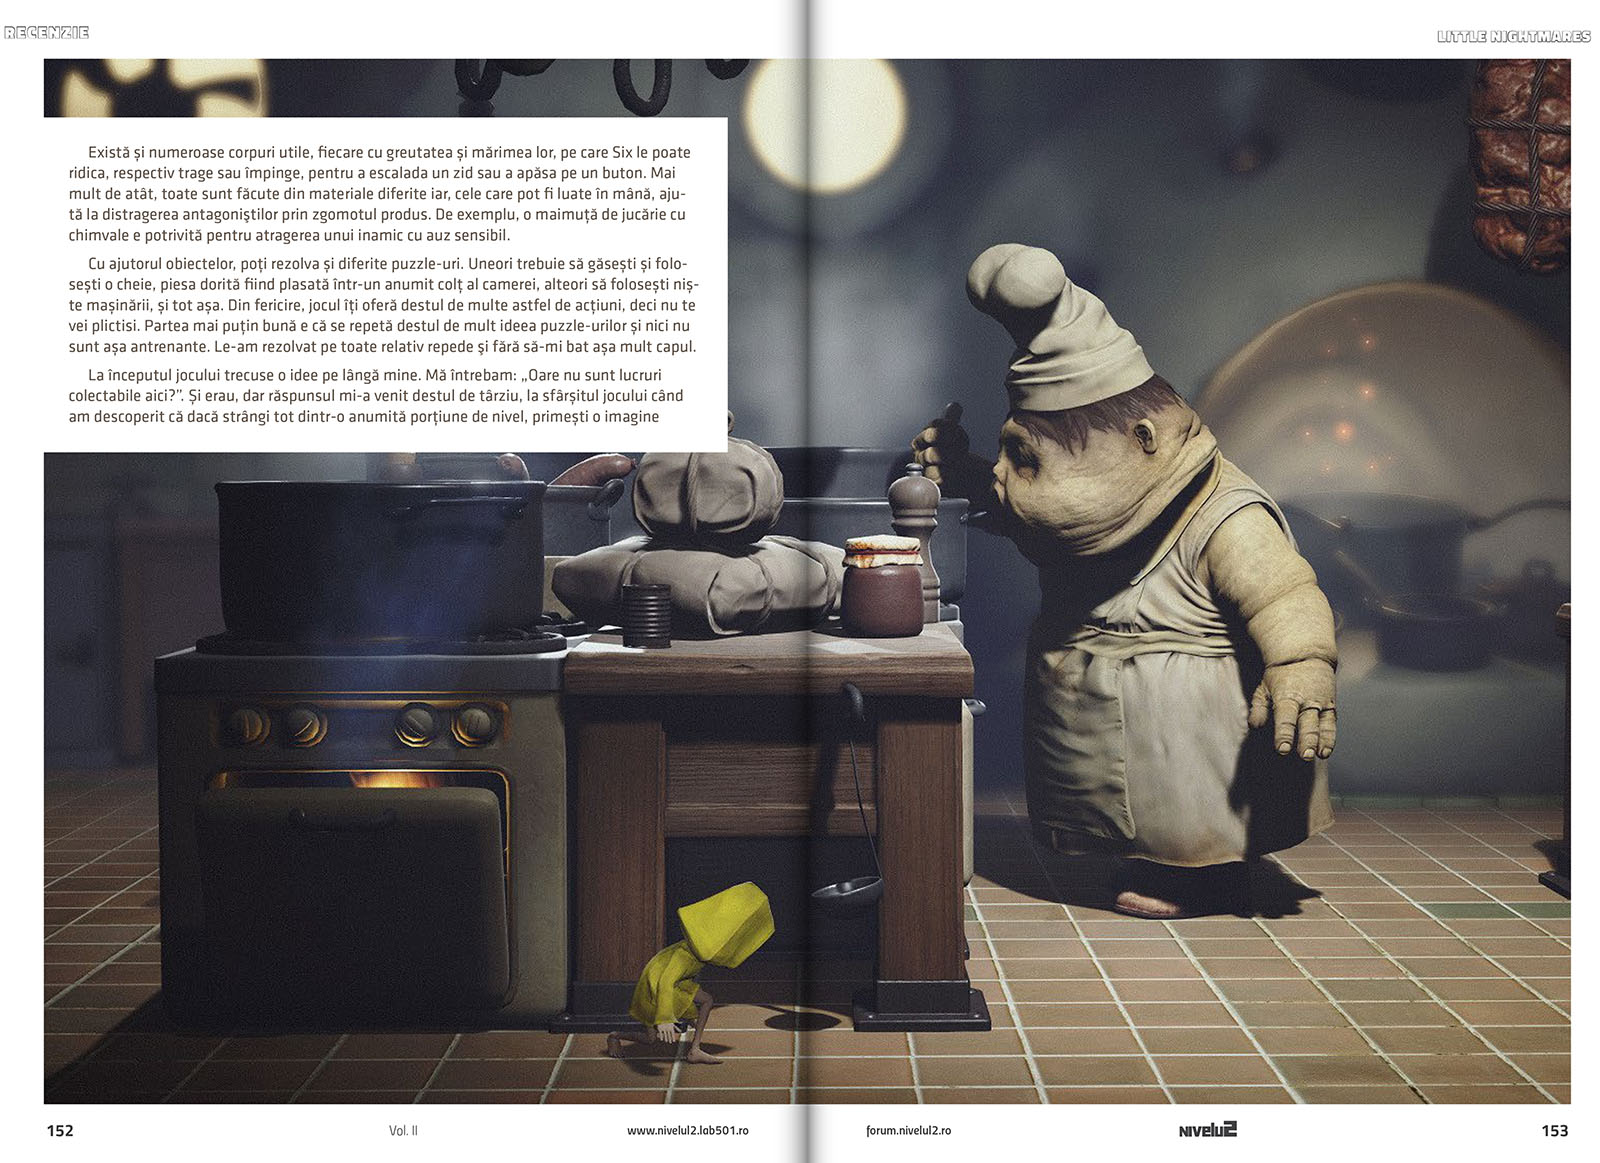 RECENZIE
LITTLE NIGHTMARES
Există și numeroase corpuri utile, fiecare cu greutatea și mărimea lor, pe care Six le poate
ridica, respectiv trage sau împinge, pentru a escalada un zid sau a apăsa pe un buton. Mai
mult de atât, toate sunt făcute din materiale diferite iar, cele care pot fi luate în mână, aju-
tă la distragerea antagoniştilor prin zgomotul produs. De exemplu, o maimuță de jucărie cu
chimvale e potrivită pentru atragerea unui inamic cu auz sensibil.
Cu ajutorul obiectelor, poți rezolva și diferite puzzle-uri. Uneori trebuie să găsești și folo-
sești o cheie, piesa dorită fiind plasată într-un anumit colț al camerei, alteori să folosești niș-
te mașinării, și tot așa. Din fericire, jocul îți oferă destul de multe astfel de acțiuni, deci nu te
vei plictisi. Partea mai puțin bună e că se repetă destul de mult ideea puzzle-urilor și nici nu
sunt așa antrenante. Le-am rezolvat pe toate relativ repede şi fără să-mi bat așa mult capul.
La începutul jocului trecuse o idee pe lângă mine. Mă întrebam: „Oare nu sunt lucruri
colectabile aici?”. Și erau, dar răspunsul mi-a venit destul de târziu, la sfârșitul jocului când
am descoperit că dacă strângi tot dintr-o anumită porțiune de nivel, primești o imagine
152
Vol. II
www.nivelul2.lab501.ro
forum.nivelul2.ro
NIVELU2
153